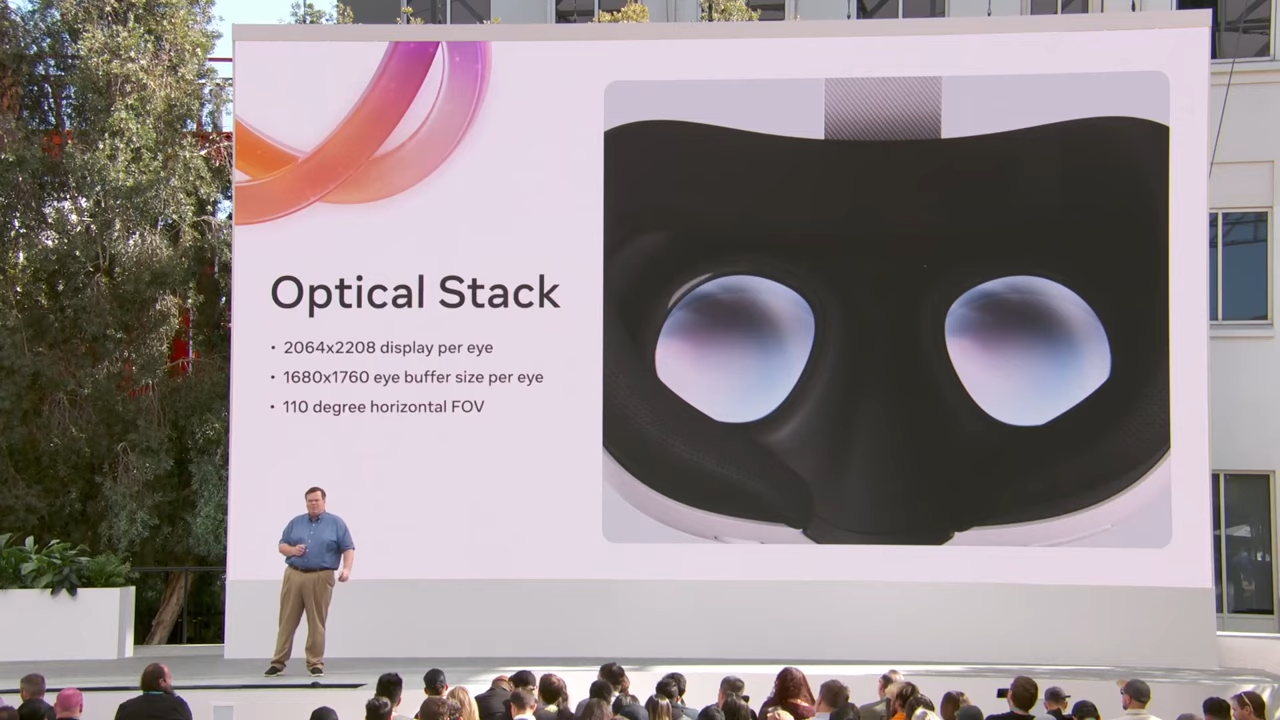 Optical Stack
• 2064x2208 display per eye
• 1680x1760 eye buffer size per eye
• 110 degree horizontal FOV